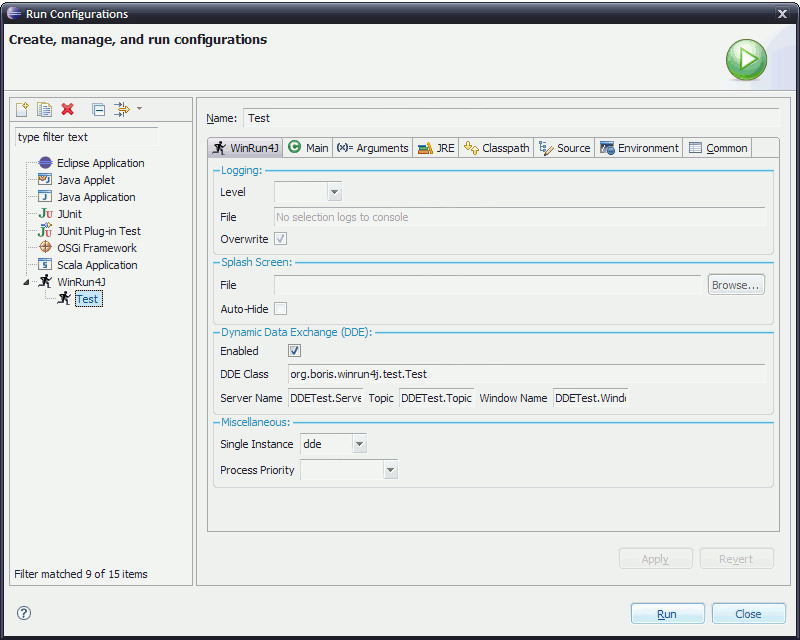 Run Configurations
Create, manage, and run configurations
type filter text
Eclipse Application
Java Applet
Java Application
JUnit
JUnit Plug-in Test
OSGi Framework
Scala Application
WinRun4J
Test
Filter matched 9 of 15 items
Name: Test
WinRun4J Main (x)= Arguments JRE Classpath Source Environment Common
Logging:
Level
File No selection logs to console
Overwrite
Splash Screen:
File Browse...
Auto-Hide
Dynamic Data Exchange (DDE):
Enabled
DDE Class org.boris.winrun4j.test.Test
Server Name DDETest.Serve Topic DDETest.Topic Window Name DDETest.Windo
Miscellaneous:
Single Instance dde
Process Priority
Apply Revert
Run Close